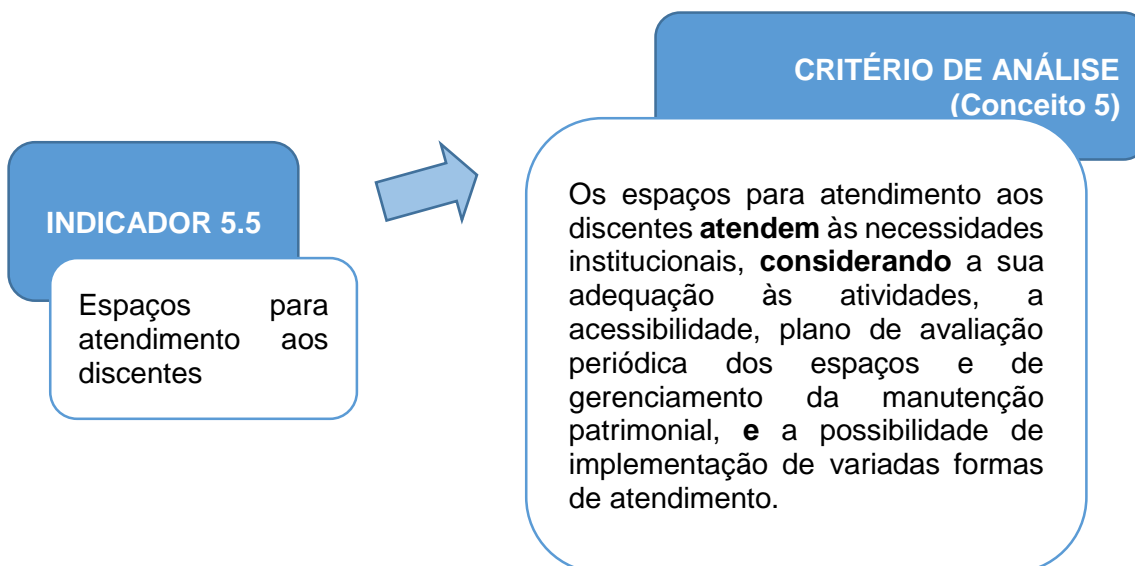 INDICADOR 5.5
Espaços para
atendimento aos
discentes
CRITÉRIO DE ANÁLISE
(Conceito 5)
Os espaços para atendimento aos
discentes atendem às necessidades
institucionais, considerando a sua
adequação às atividades, a
acessibilidade, plano de avaliação
periódica dos espaços e de
gerenciamento da manutenção
patrimonial, e a possibilidade de
implementação de variadas formas
de atendimento.